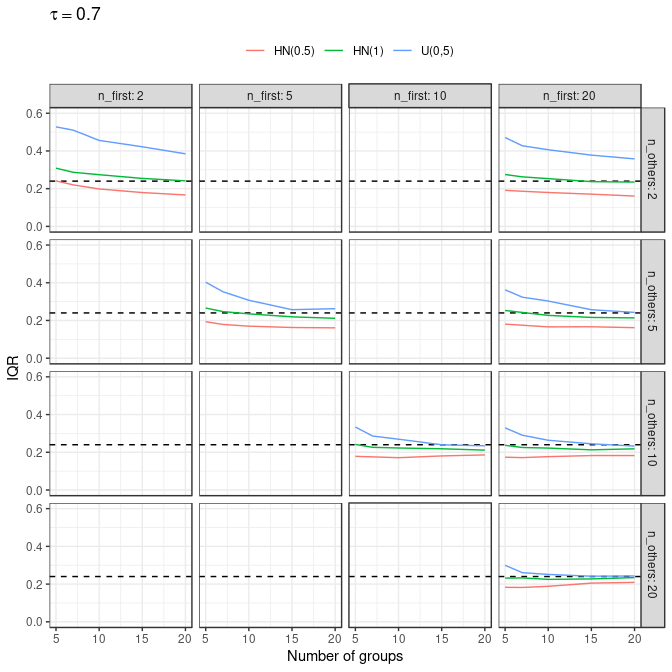 τ = 0.7
HN(0.5) HN(1) U(0,5)
n_first: 2 n_first: 5 n_first: 10 n_first: 20
0.6
0.4
0.2
0.0
n_others: 2
0.6
0.4
0.2
0.0
n_others: 5
0.6
0.4
0.2
0.0
n_others: 10
0.6
0.4
0.2
0.0
n_others: 20
IQR
5 10 15 20 5 10 15 20 5 10 15 20 5 10 15 20
Number of groups